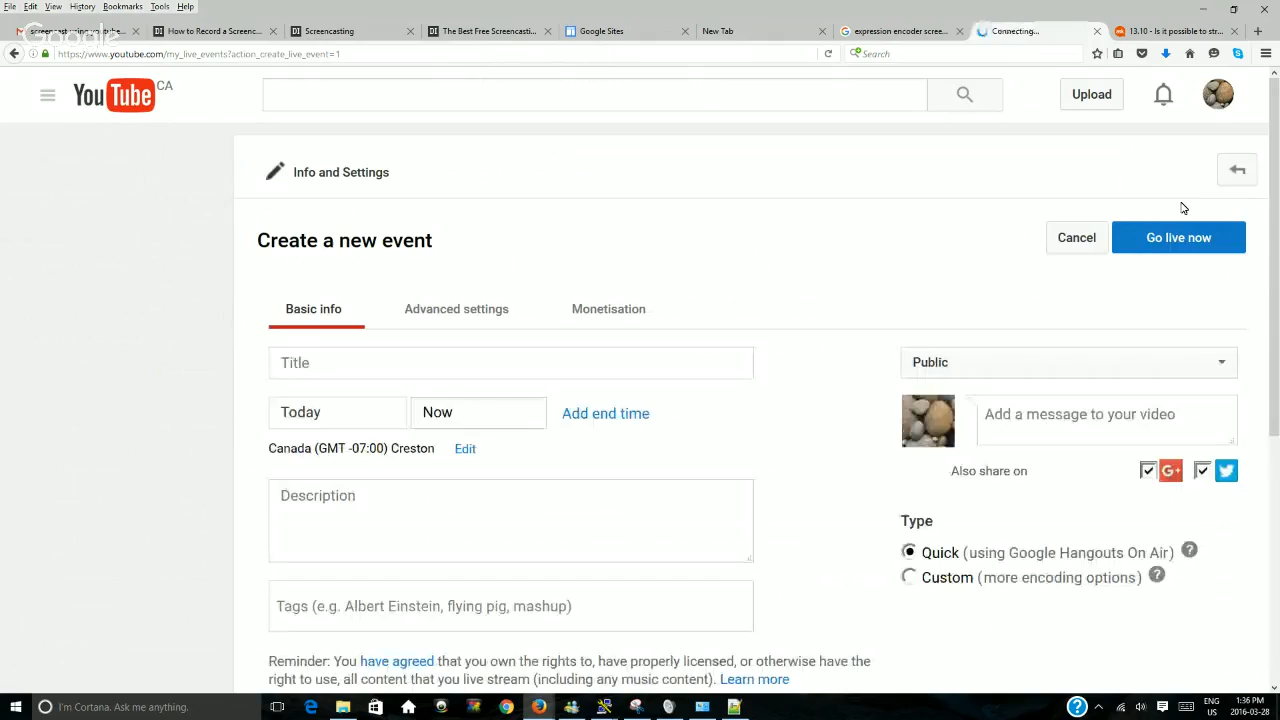 File Edit View History Bookmarks Tools Help
Google
screencast using youtube...
How to Record a Screen...
Screencasting
The Best Free Screencasti...
Google Sites
New Tab
expression encoder scree...
Connecting...
13.10 - Is it possible to str...
https://www.youtube.com/my_live_events?action_create_live_event=1
Search
YouTube CA
Upload
Info and Settings
Create a new event
Cancel
Go live now
Basic info
Advanced settings
Monetisation
Title
Public
Today
Now
Add end time
Add a message to your video
Canada (GMT -07:00) Creston
Edit
Also share on
G+
Description
Type
Quick (using Google Hangouts On Air) ?
Custom (more encoding options) ?
Tags (e.g. Albert Einstein, flying pig, mashup)
Reminder: You have agreed that you own the rights to, have properly licensed, or otherwise have the
right to use, all content that you live stream (including any music content). Learn more
I'm Cortana. Ask me anything.
ENG
US
1:36 PM
2016-03-28